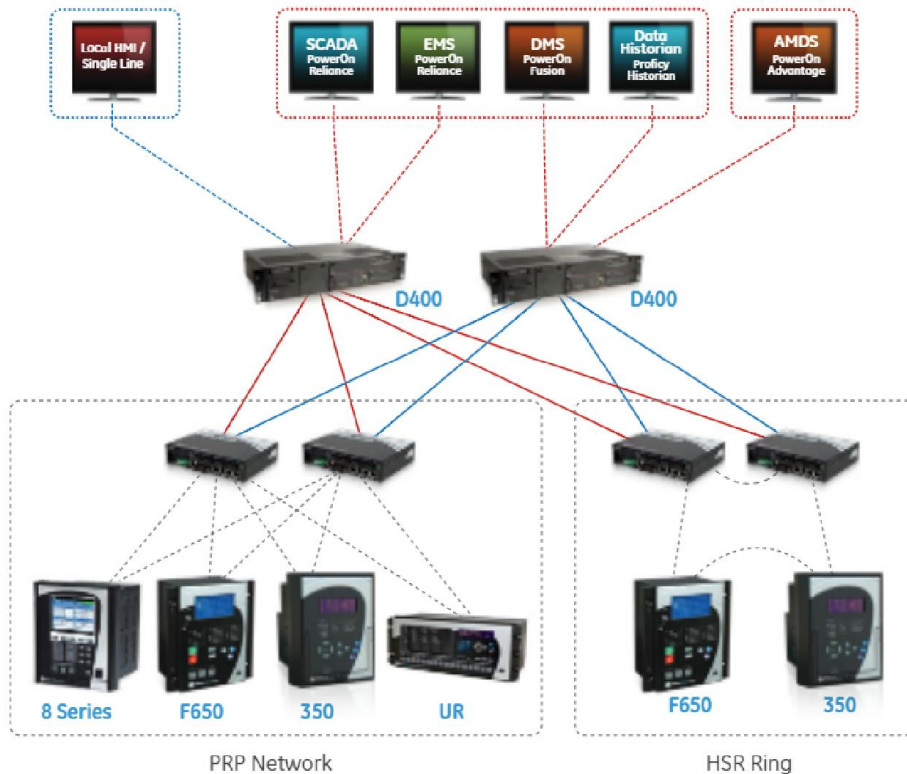 Local HMI /
Single Line
SCADA
PowerOn
Reliance
EMS
PowerOn
Reliance
DMS
PowerOn
Fusion
Data
Historian
Proficy
Historian
AMDS
PowerOn
Advantage
D400
D400
8 Series
F650
350
UR
F650
350
PRP Network
HSR Ring